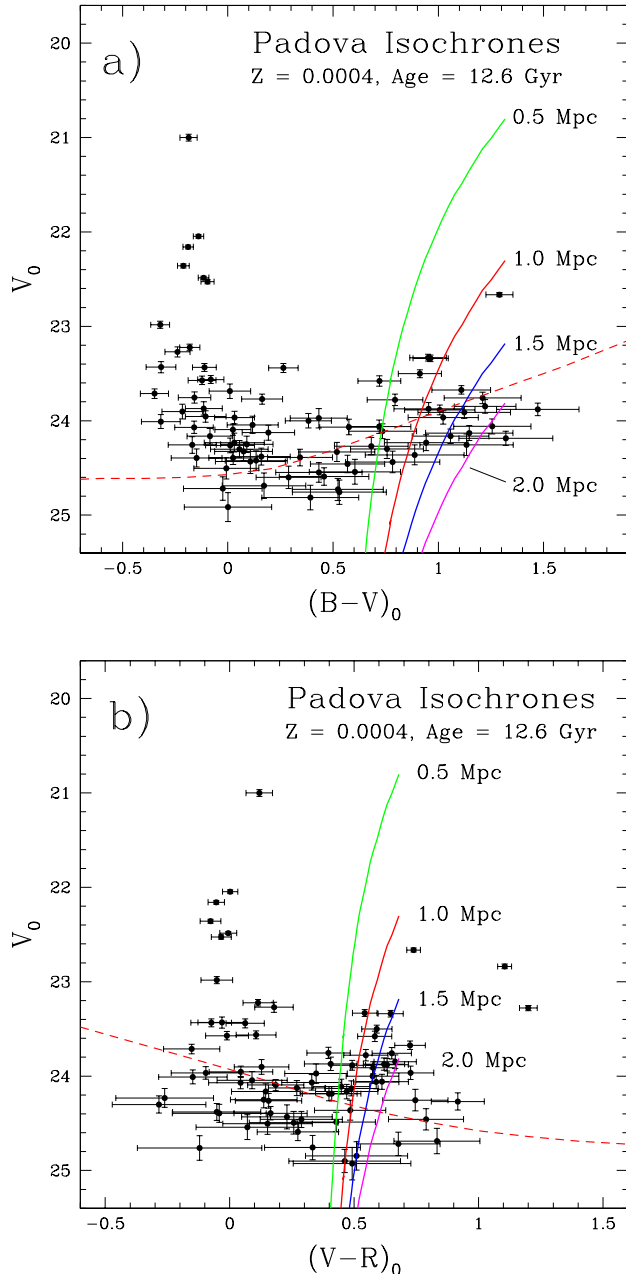 a)
Padova Isochrones
Z = 0.0004, Age = 12.6 Gyr
0.5 Mpc
1.0 Mpc
1.5 Mpc
2.0 Mpc
20
21
22
23
24
25
V0
-0.5
0
0.5
1
1.5
(B-V)0
b)
Padova Isochrones
Z = 0.0004, Age = 12.6 Gyr
0.5 Mpc
1.0 Mpc
1.5 Mpc
2.0 Mpc
20
21
22
23
24
25
V0
-0.5
0
0.5
1
1.5
(V-R)0